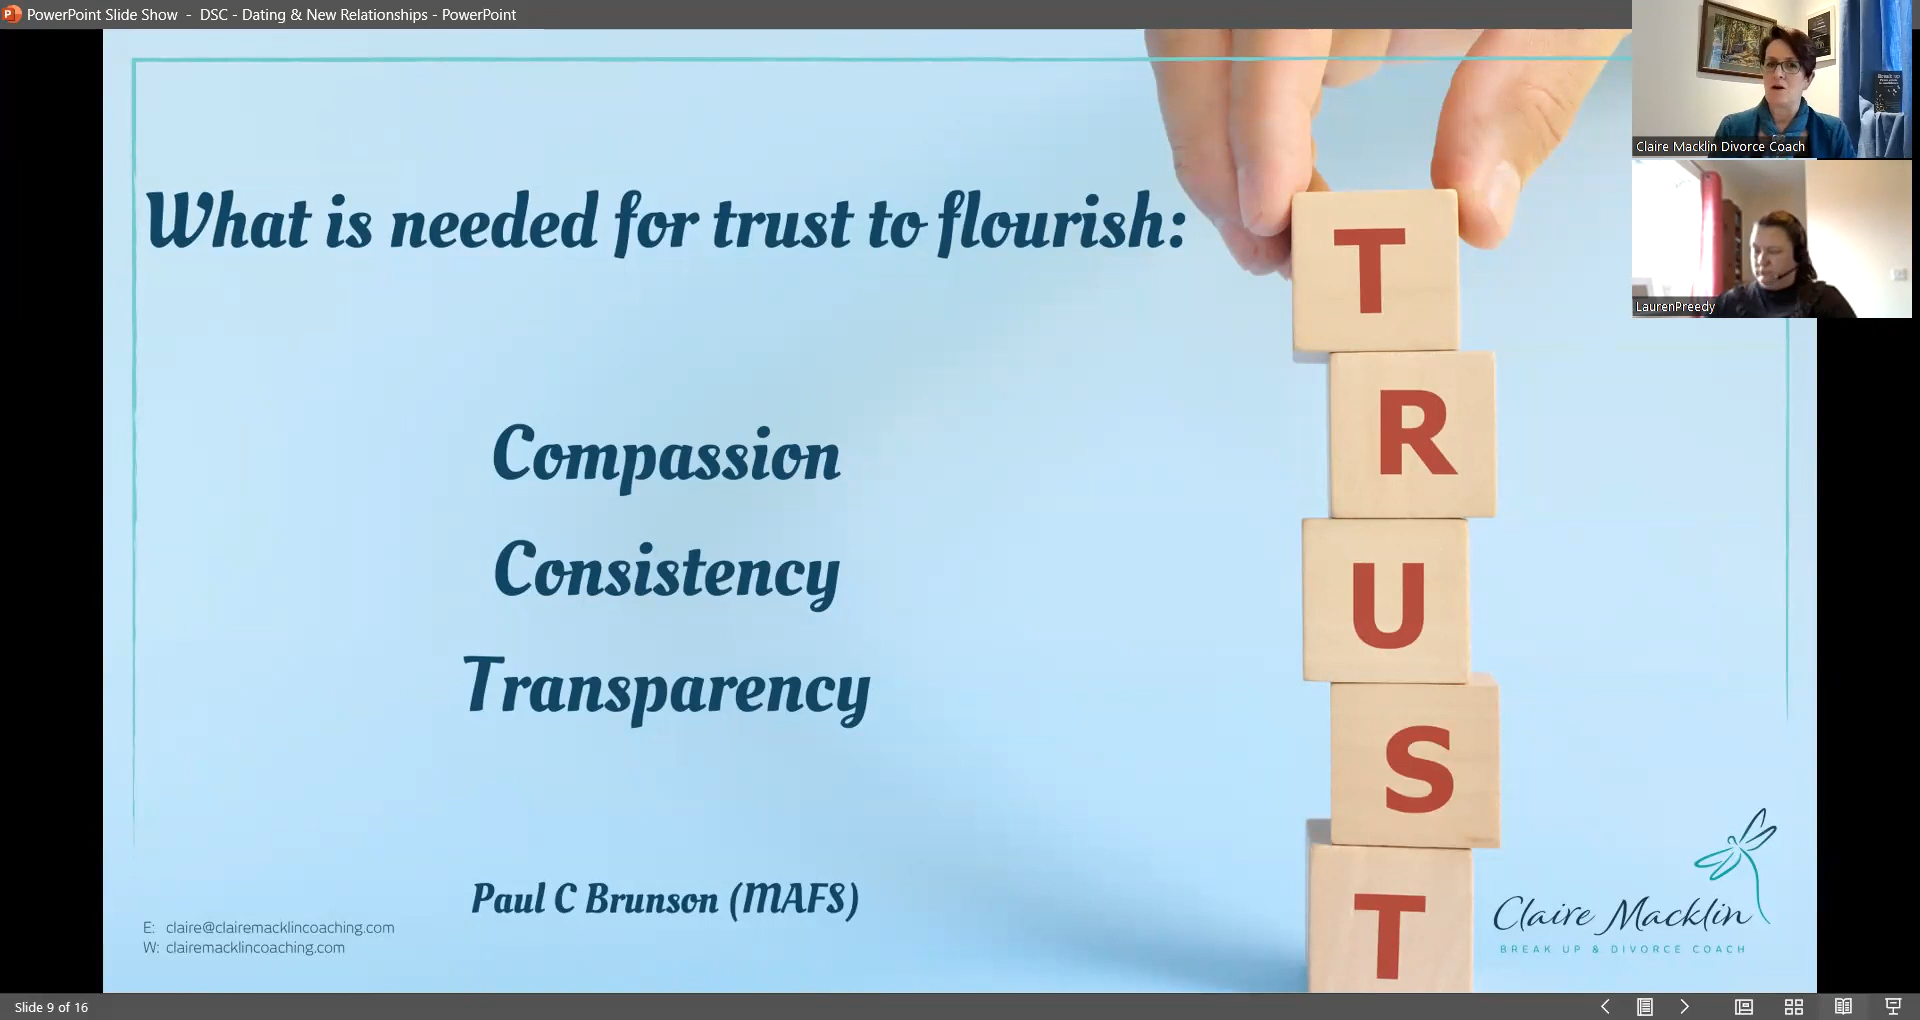 PowerPoint Slide Show - DSC - Dating & New Relationships - PowerPoint
Claire Macklin Divorce Coach
LaurenPreedy
What is needed for trust to flourish:
Compassion
Consistency
Transparency
Paul C Brunson (MAFS)
T
R
U
S
T
E: claire@clairemacklincoaching.com
W: clairemacklincoaching.com
Claire Macklin
BREAK UP & DIVORCE COACH
Slide 9 of 16